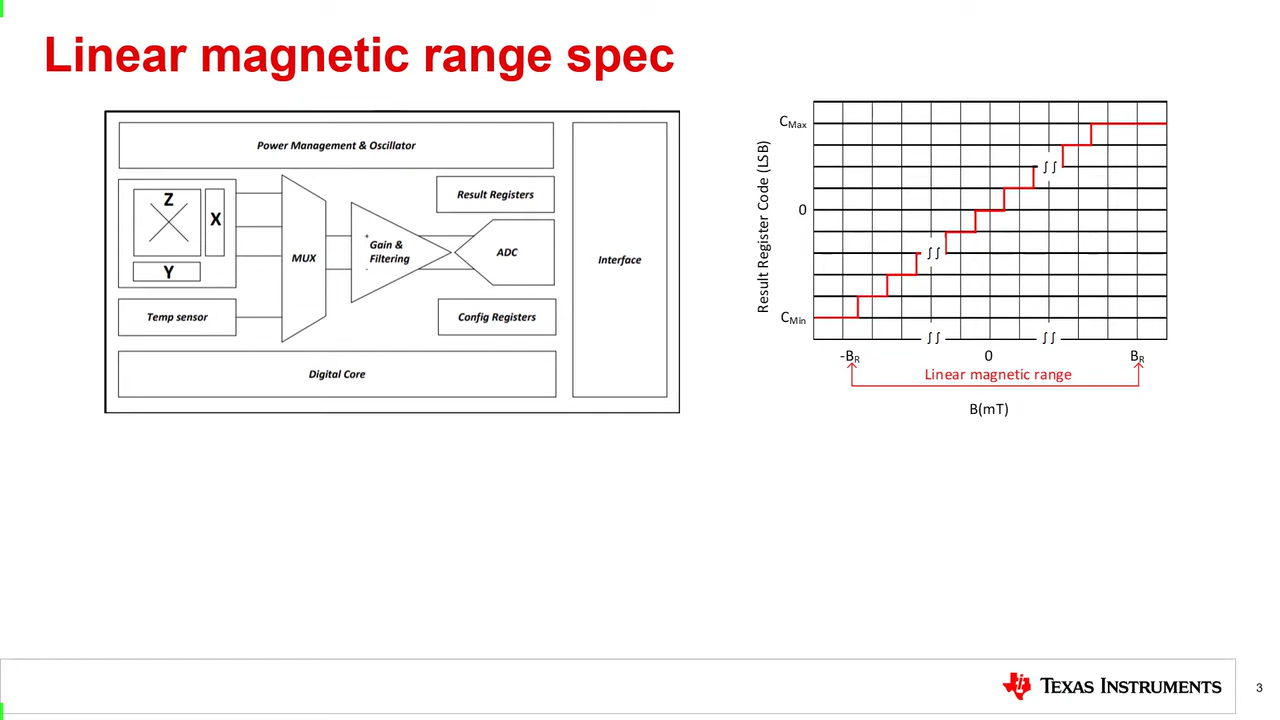 Linear magnetic range spec
Power Management & Oscillator
Z
X
Y
Temp sensor
MUX
+
Gain &
Filtering
-
Result Registers
ADC
Config Registers
Digital Core
Interface
Result Register Code (LSB)
CMax
0
CMin
-BR
0
BR
Linear magnetic range
B(mT)
TEXAS INSTRUMENTS
3